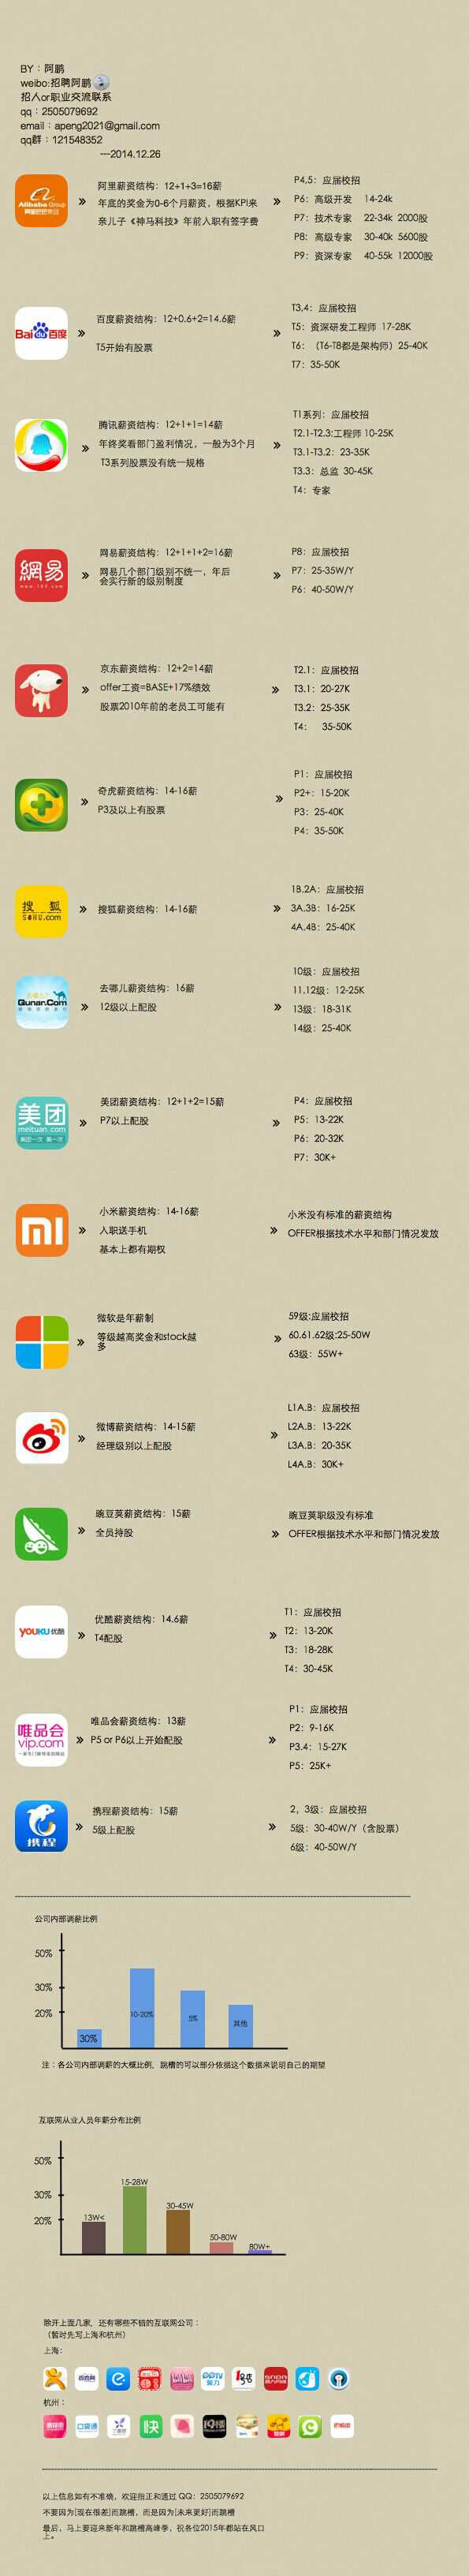 BY：阿鹏
weibo:招聘阿鹏
招人or职业交流联系
qq：2505079692
email：apeng2021@gmail.com
qq群：121548352
---2014.12.26
Alibaba Group
阿里巴巴集团
»
阿里薪资结构：12+1+3=16薪
年底的奖金为0-6个月薪资，根据KPI来
亲儿子《神马科技》年前入职有签字费
»
P4,5：应届校招
P6：高级开发 14-24k
P7：技术专家 22-34k 2000股
P8：高级专家 30-40k 5600股
P9：资深专家 40-55k 12000股
Bai百度
»
百度薪资结构：12+0.6+2=14.6薪
T5开始有股票
»
T3,4：应届校招
T5：资深研发工程师 17-28K
T6：（T6-T8都是架构师）25-40K
T7：35-50K
»
腾讯薪资结构：12+1+1=14薪
年终奖看部门盈利情况，一般为3个月
T3系列股票没有统一规格
»
T1系列：应届校招
T2.1-T2.3:工程师 10-25K
T3.1-T3.2：23-35K
T3.3：总监 30-45K
T4：专家
網易
www.163.com
»
网易薪资结构：12+1+1+2=16薪
网易几个部门级别不统一，年后
会实行新的级别制度
»
P8：应届校招
P7：25-35W/Y
P6：40-50W/Y
»
京东薪资结构：12+2=14薪
offer工资=BASE+17%绩效
股票2010年前的老员工可能有
»
T2.1：应届校招
T3.1：20-27K
T3.2：25-35K
T4： 35-50K
»
奇虎薪资结构：14-16薪
P3及以上有股票
»
P1：应届校招
P2+：15-20K
P3：25-40K
P4：35-50K
搜狐
SOHU.com
»
搜狐薪资结构：14-16薪
»
1B.2A：应届校招
3A.3B：16-25K
4A.4B：25-40K
Qunar.Com
»
去哪儿薪资结构：16薪
12级以上配股
»
10级：应届校招
11.12级：12-25K
13级：18-31K
14级：25-40K
美团
meituan.com
美团一次 美一次
»
美团薪资结构：12+1+2=15薪
P7以上配股
»
P4：应届校招
P5：13-22K
P6：20-32K
P7：30K+
mi
»
小米薪资结构：14-16薪
入职送手机
基本上都有期权
»
小米没有标准的薪资结构
OFFER根据技术水平和部门情况发放
»
微软是年薪制
等级越高奖金和stock越
多
»
59级:应届校招
60.61.62级:25-50W
63级：55W+
»
微博薪资结构：14-15薪
经理级别以上配股
»
L1A.B：应届校招
L2A.B：13-22K
L3A.B：20-35K
L4A.B：30K+
»
豌豆荚薪资结构：15薪
全员持股
»
豌豆荚职级没有标准
OFFER根据技术水平和部门情况发放
YOUKU优酷
»
优酷薪资结构：14.6薪
T4配股
»
T1：应届校招
T2：13-20K
T3：18-28K
T4：30-45K
唯品会
vip.com
一家专门做特卖的网站
»
唯品会薪资结构：13薪
P5 or P6以上开始配股
»
P1：应届校招
P2：9-16K
P3.4：15-27K
P5：25K+
携程
»
携程薪资结构：15薪
5级上配股
»
2，3级：应届校招
5级：30-40W/Y（含股票）
6级：40-50W/Y
公司内部调薪比例
50%
30%
20%
30%
10-20%
5%
其他
注：各公司内部调薪的大概比例，跳槽的可以部分依据这个数据来说明自己的期望
互联网从业人员年薪分布比例
50%
30%
20%
13W<
15-28W
30-45W
50-80W
80W+
除开上面几家，还有哪些不错的互联网公司：
（暂时先写上海和杭州）
上海：
百姓网
PPTV
聚力
SNDA
杭州：
口袋通
快
19楼
以上信息如有不准确，欢迎指正和通过 QQ：2505079692
不要因为[现在很差]而跳槽，而是因为[未来更好]而跳槽
最后，马上要迎来新年和跳槽高峰季，祝各位2015年都站在风口
上。